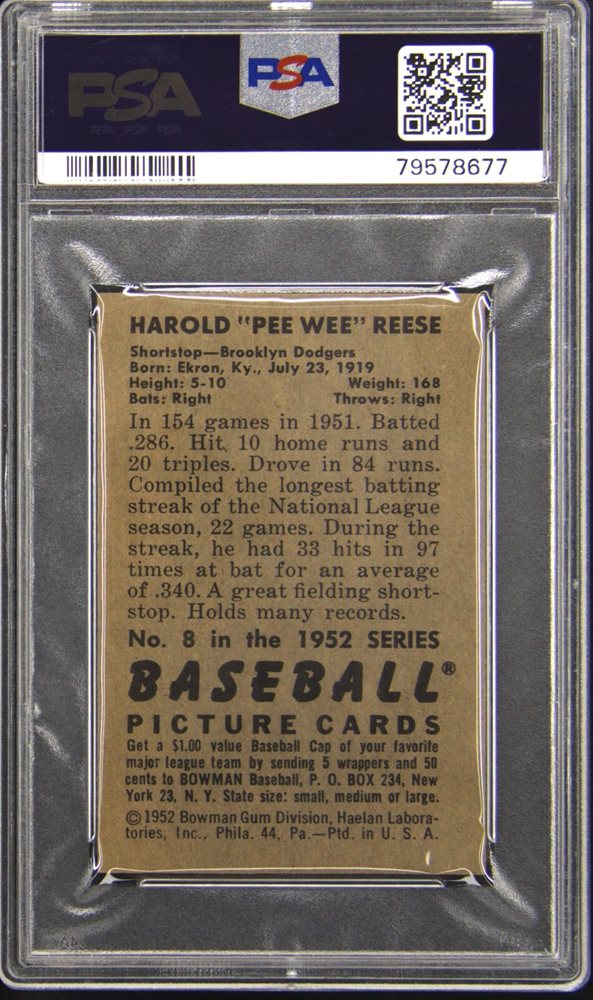 PSA
PSA PSA PSA
PSA
79578677
HAROLD "PEE WEE" REESE
Shortstop—Brooklyn Dodgers
Born: Ekron, Ky., July 23, 1919
Height: 5-10 Weight: 168
Bats: Right Throws: Right
In 154 games in 1951. Batted
.286. Hit 10 home runs and
20 triples. Drove in 84 runs.
Compiled the longest batting
streak of the National League
season, 22 games. During the
streak, he had 33 hits in 97
times at bat for an average
of .340. A great fielding short-
stop. Holds many records.
No. 8 in the 1952 SERIES
BASEBALL®
PICTURE CARDS
Get a $1.00 value Baseball Cap of your favorite
major league team by sending 5 wrappers and 50
cents to BOWMAN Baseball, P. O. BOX 234, New
York 23, N. Y. State size: small, medium or large.
©1952 Bowman Gum Division, Haelan Labora-
tories, Inc., Phila. 44, Pa.—Ptd. in U. S. A.